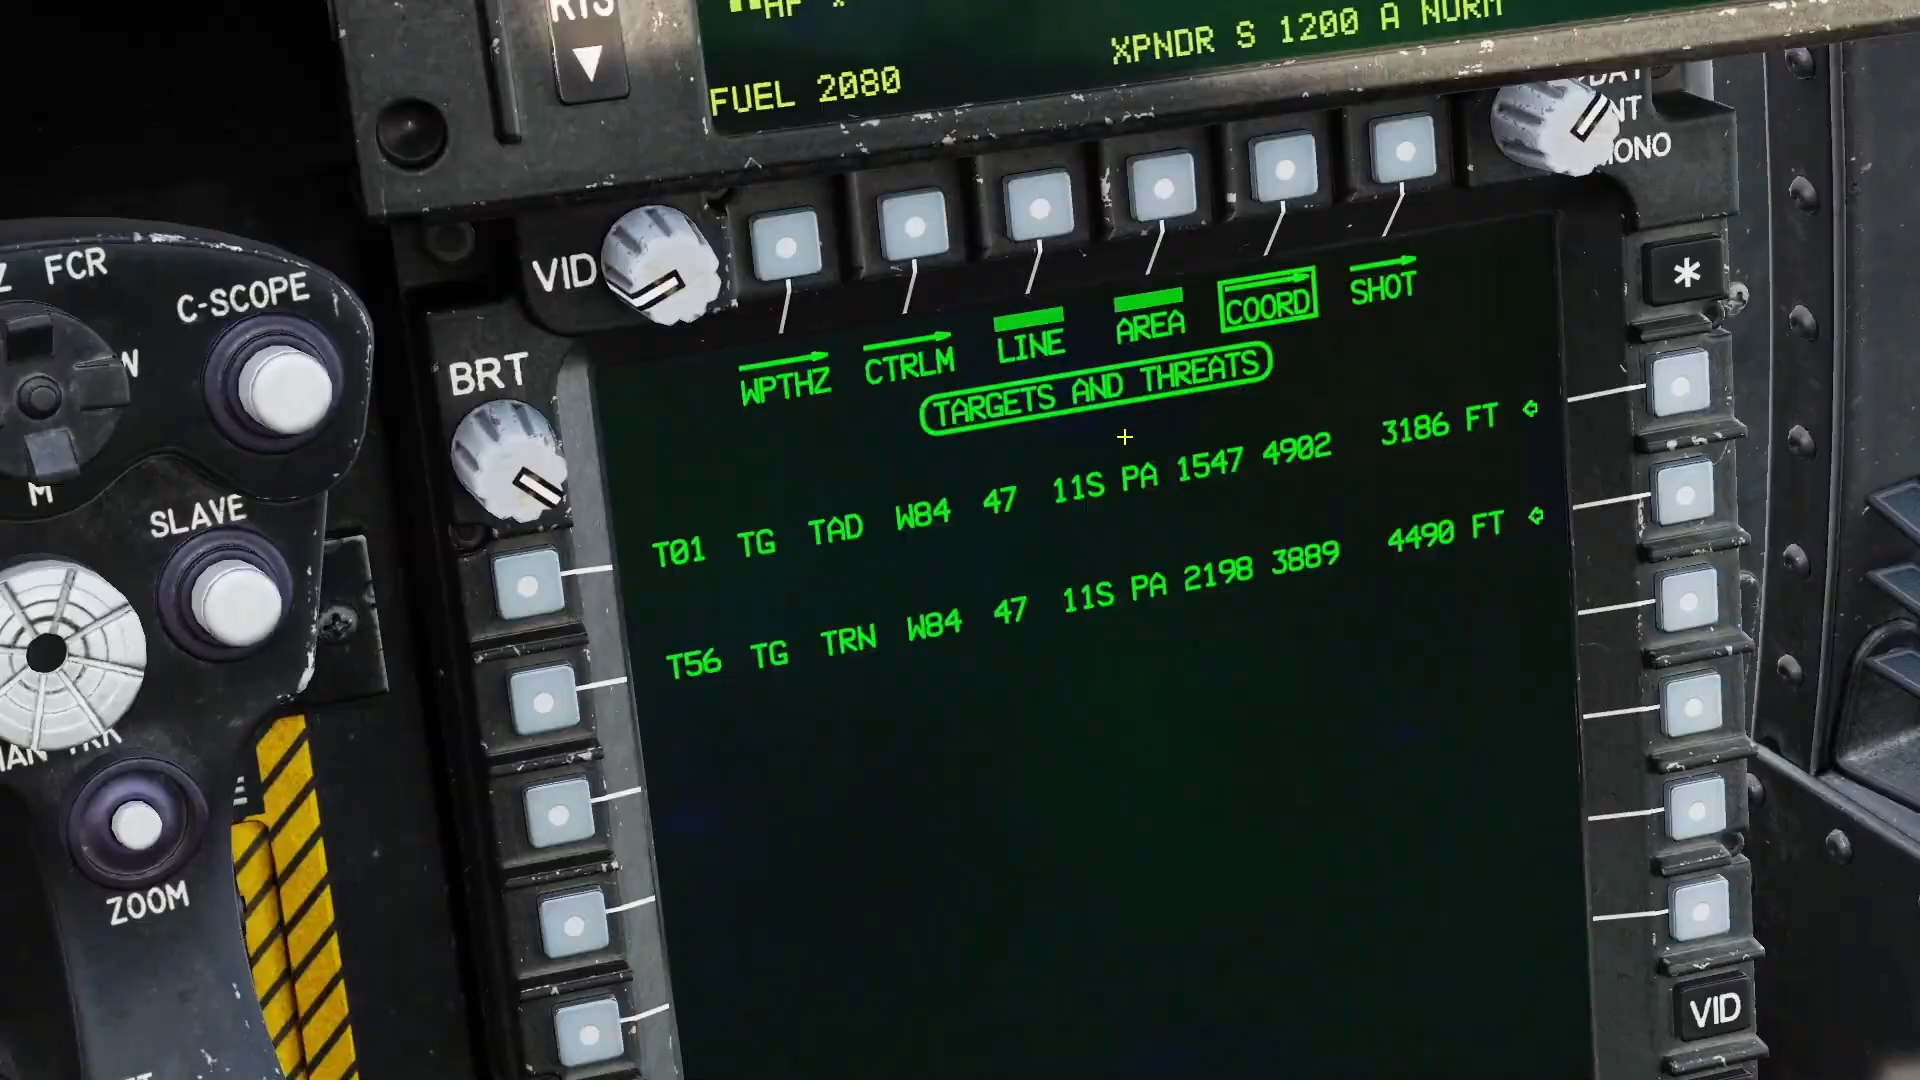 XPNDR S 1200 A NORM
FUEL 2080
NT
MONO
VID
BRT
FCR
C-SCOPE
SLAVE
ZOOM
WPTHZ CTRLM LINE AREA COORD SHOT
TARGETS AND THREATS
T01 TG TAD W84 47 11S PA 1547 4902 3186 FT
T56 TG TRN W84 47 11S PA 2198 3889 4490 FT
*
M
VID